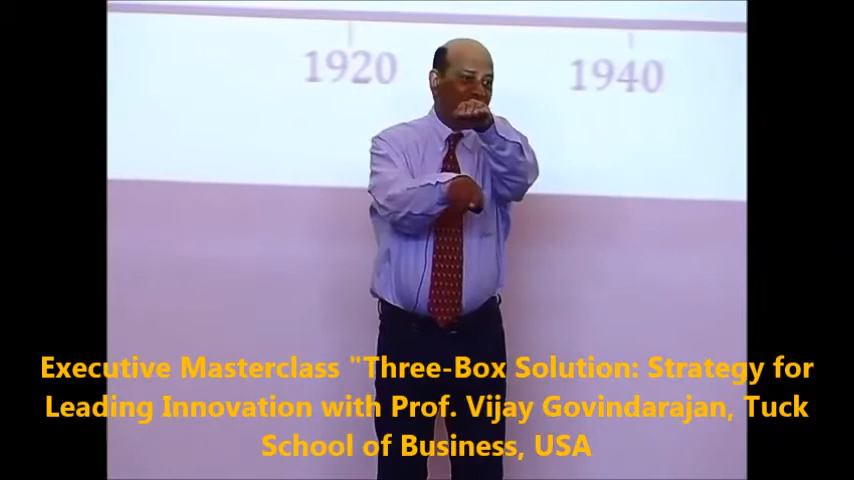 1920 1940
Executive Masterclass "Three-Box Solution: Strategy for
Leading Innovation with Prof. Vijay Govindarajan, Tuck
School of Business, USA